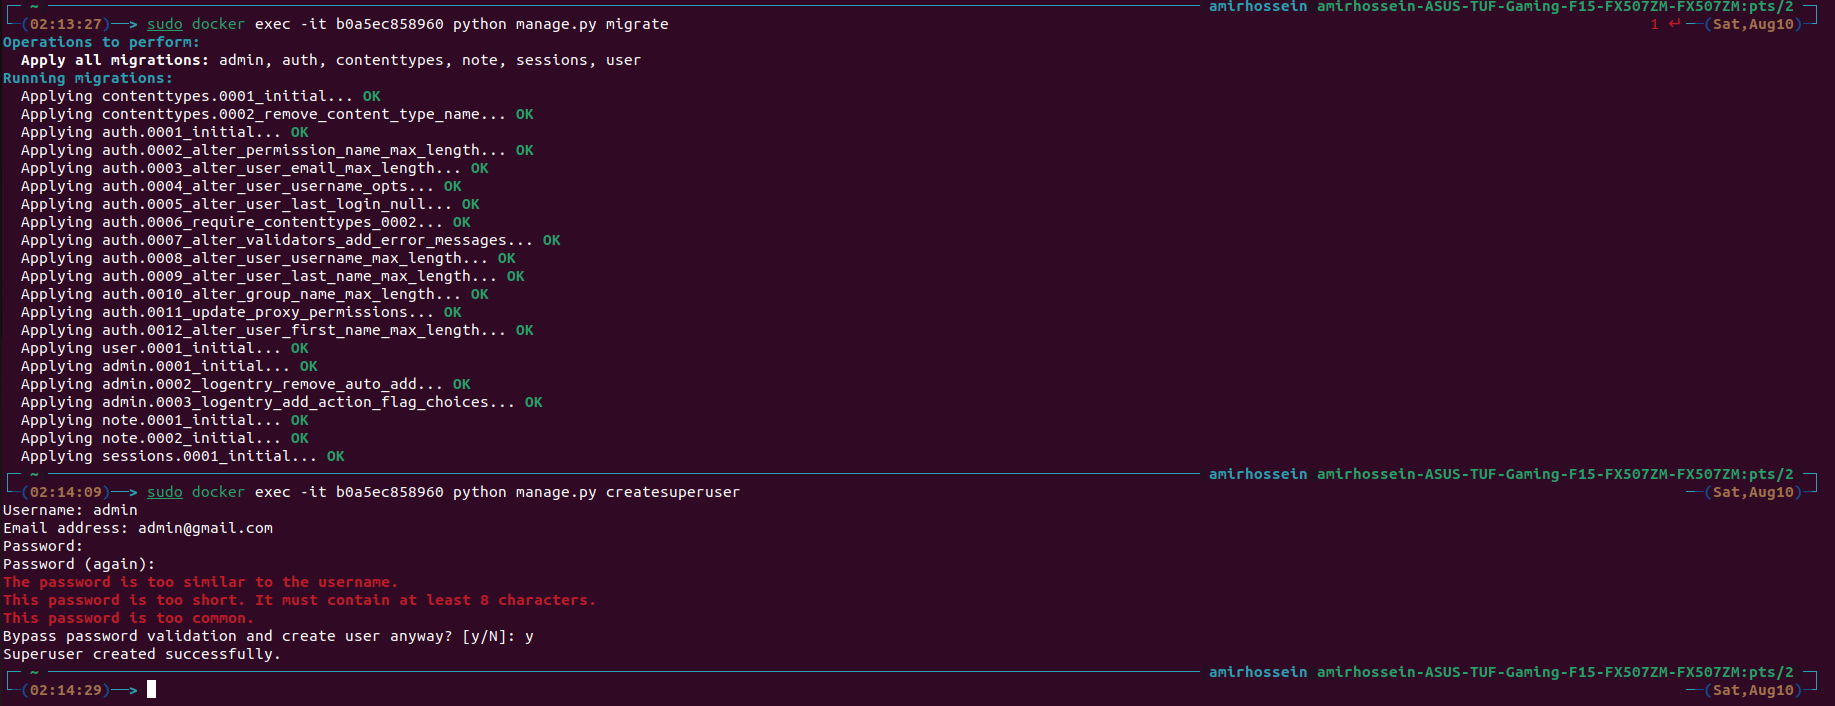 ~ amirhossein amirhossein-ASUS-TUF-Gaming-F15-FX507ZM-FX507ZM:pts/2
(02:13:27)──> sudo docker exec -it b0a5ec858960 python manage.py migrate 1 ↵ ──(Sat,Aug10)
Operations to perform:
  Apply all migrations: admin, auth, contenttypes, note, sessions, user
Running migrations:
  Applying contenttypes.0001_initial... OK
  Applying contenttypes.0002_remove_content_type_name... OK
  Applying auth.0001_initial... OK
  Applying auth.0002_alter_permission_name_max_length... OK
  Applying auth.0003_alter_user_email_max_length... OK
  Applying auth.0004_alter_user_username_opts... OK
  Applying auth.0005_alter_user_last_login_null... OK
  Applying auth.0006_require_contenttypes_0002... OK
  Applying auth.0007_alter_validators_add_error_messages... OK
  Applying auth.0008_alter_user_username_max_length... OK
  Applying auth.0009_alter_user_last_name_max_length... OK
  Applying auth.0010_alter_group_name_max_length... OK
  Applying auth.0011_update_proxy_permissions... OK
  Applying auth.0012_alter_user_first_name_max_length... OK
  Applying user.0001_initial... OK
  Applying admin.0001_initial... OK
  Applying admin.0002_logentry_remove_auto_add... OK
  Applying admin.0003_logentry_add_action_flag_choices... OK
  Applying note.0001_initial... OK
  Applying note.0002_initial... OK
  Applying sessions.0001_initial... OK
~ amirhossein amirhossein-ASUS-TUF-Gaming-F15-FX507ZM-FX507ZM:pts/2
(02:14:09)──> sudo docker exec -it b0a5ec858960 python manage.py createsuperuser ──(Sat,Aug10)
Username: admin
Email address: admin@gmail.com
Password:
Password (again):
The password is too similar to the username.
This password is too short. It must contain at least 8 characters.
This password is too common.
Bypass password validation and create user anyway? [y/N]: y
Superuser created successfully.
~ amirhossein amirhossein-ASUS-TUF-Gaming-F15-FX507ZM-FX507ZM:pts/2
(02:14:29)──> ──(Sat,Aug10)